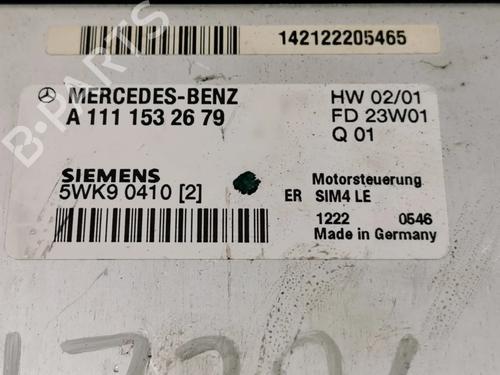 142122205465
MERCEDES-BENZ
A 111 153 26 79
HW 02/01
FD 23W01
Q 01
SIEMENS
5WK9 0410 [2]
Motorsteuerung
ER SIM4 LE
1222 0546
Made in Germany
B-PARTS